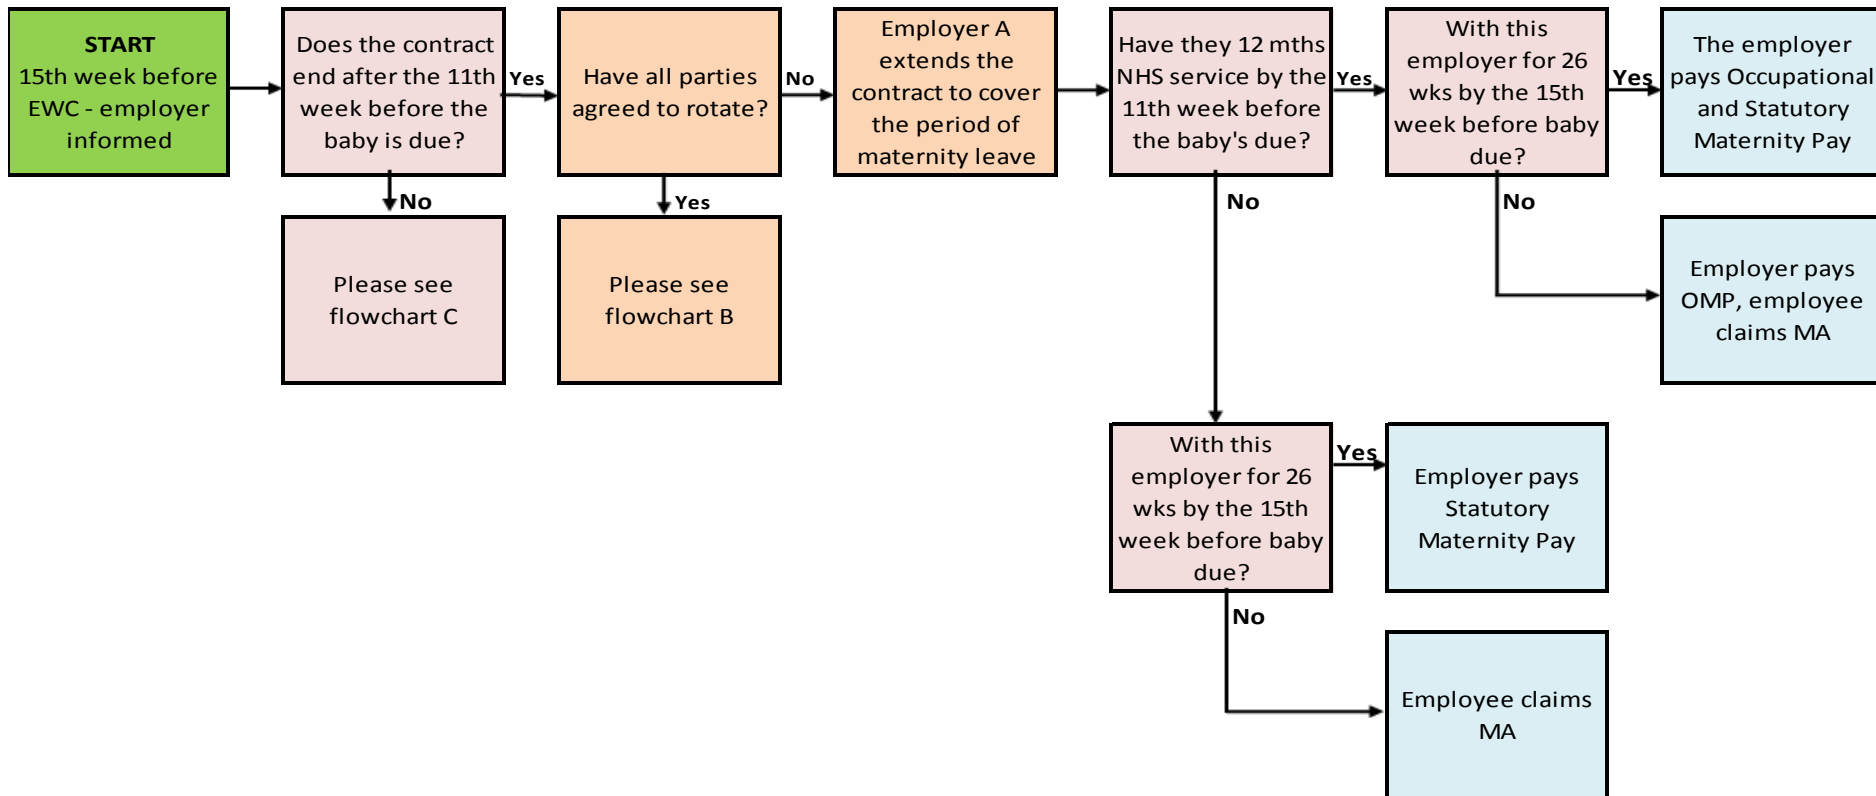 START
15th week before
EWC - employer
informed
Does the contract
end after the 11th
week before the
baby is due?
Yes
Have all parties
agreed to rotate?
No
Employer A
extends the
contract to cover
the period of
maternity leave
Have they 12 mths
NHS service by the
11th week before
the baby's due?
Yes
With this
employer for 26
wks by the 15th
week before baby
due?
Yes
The employer
pays Occupational
and Statutory
Maternity Pay
No
Please see
flowchart C
Yes
Please see
flowchart B
No
No
Employer pays
OMP, employee
claims MA
With this
employer for 26
wks by the 15th
week before baby
due?
Yes
Employer pays
Statutory
Maternity Pay
No
Employee claims
MA